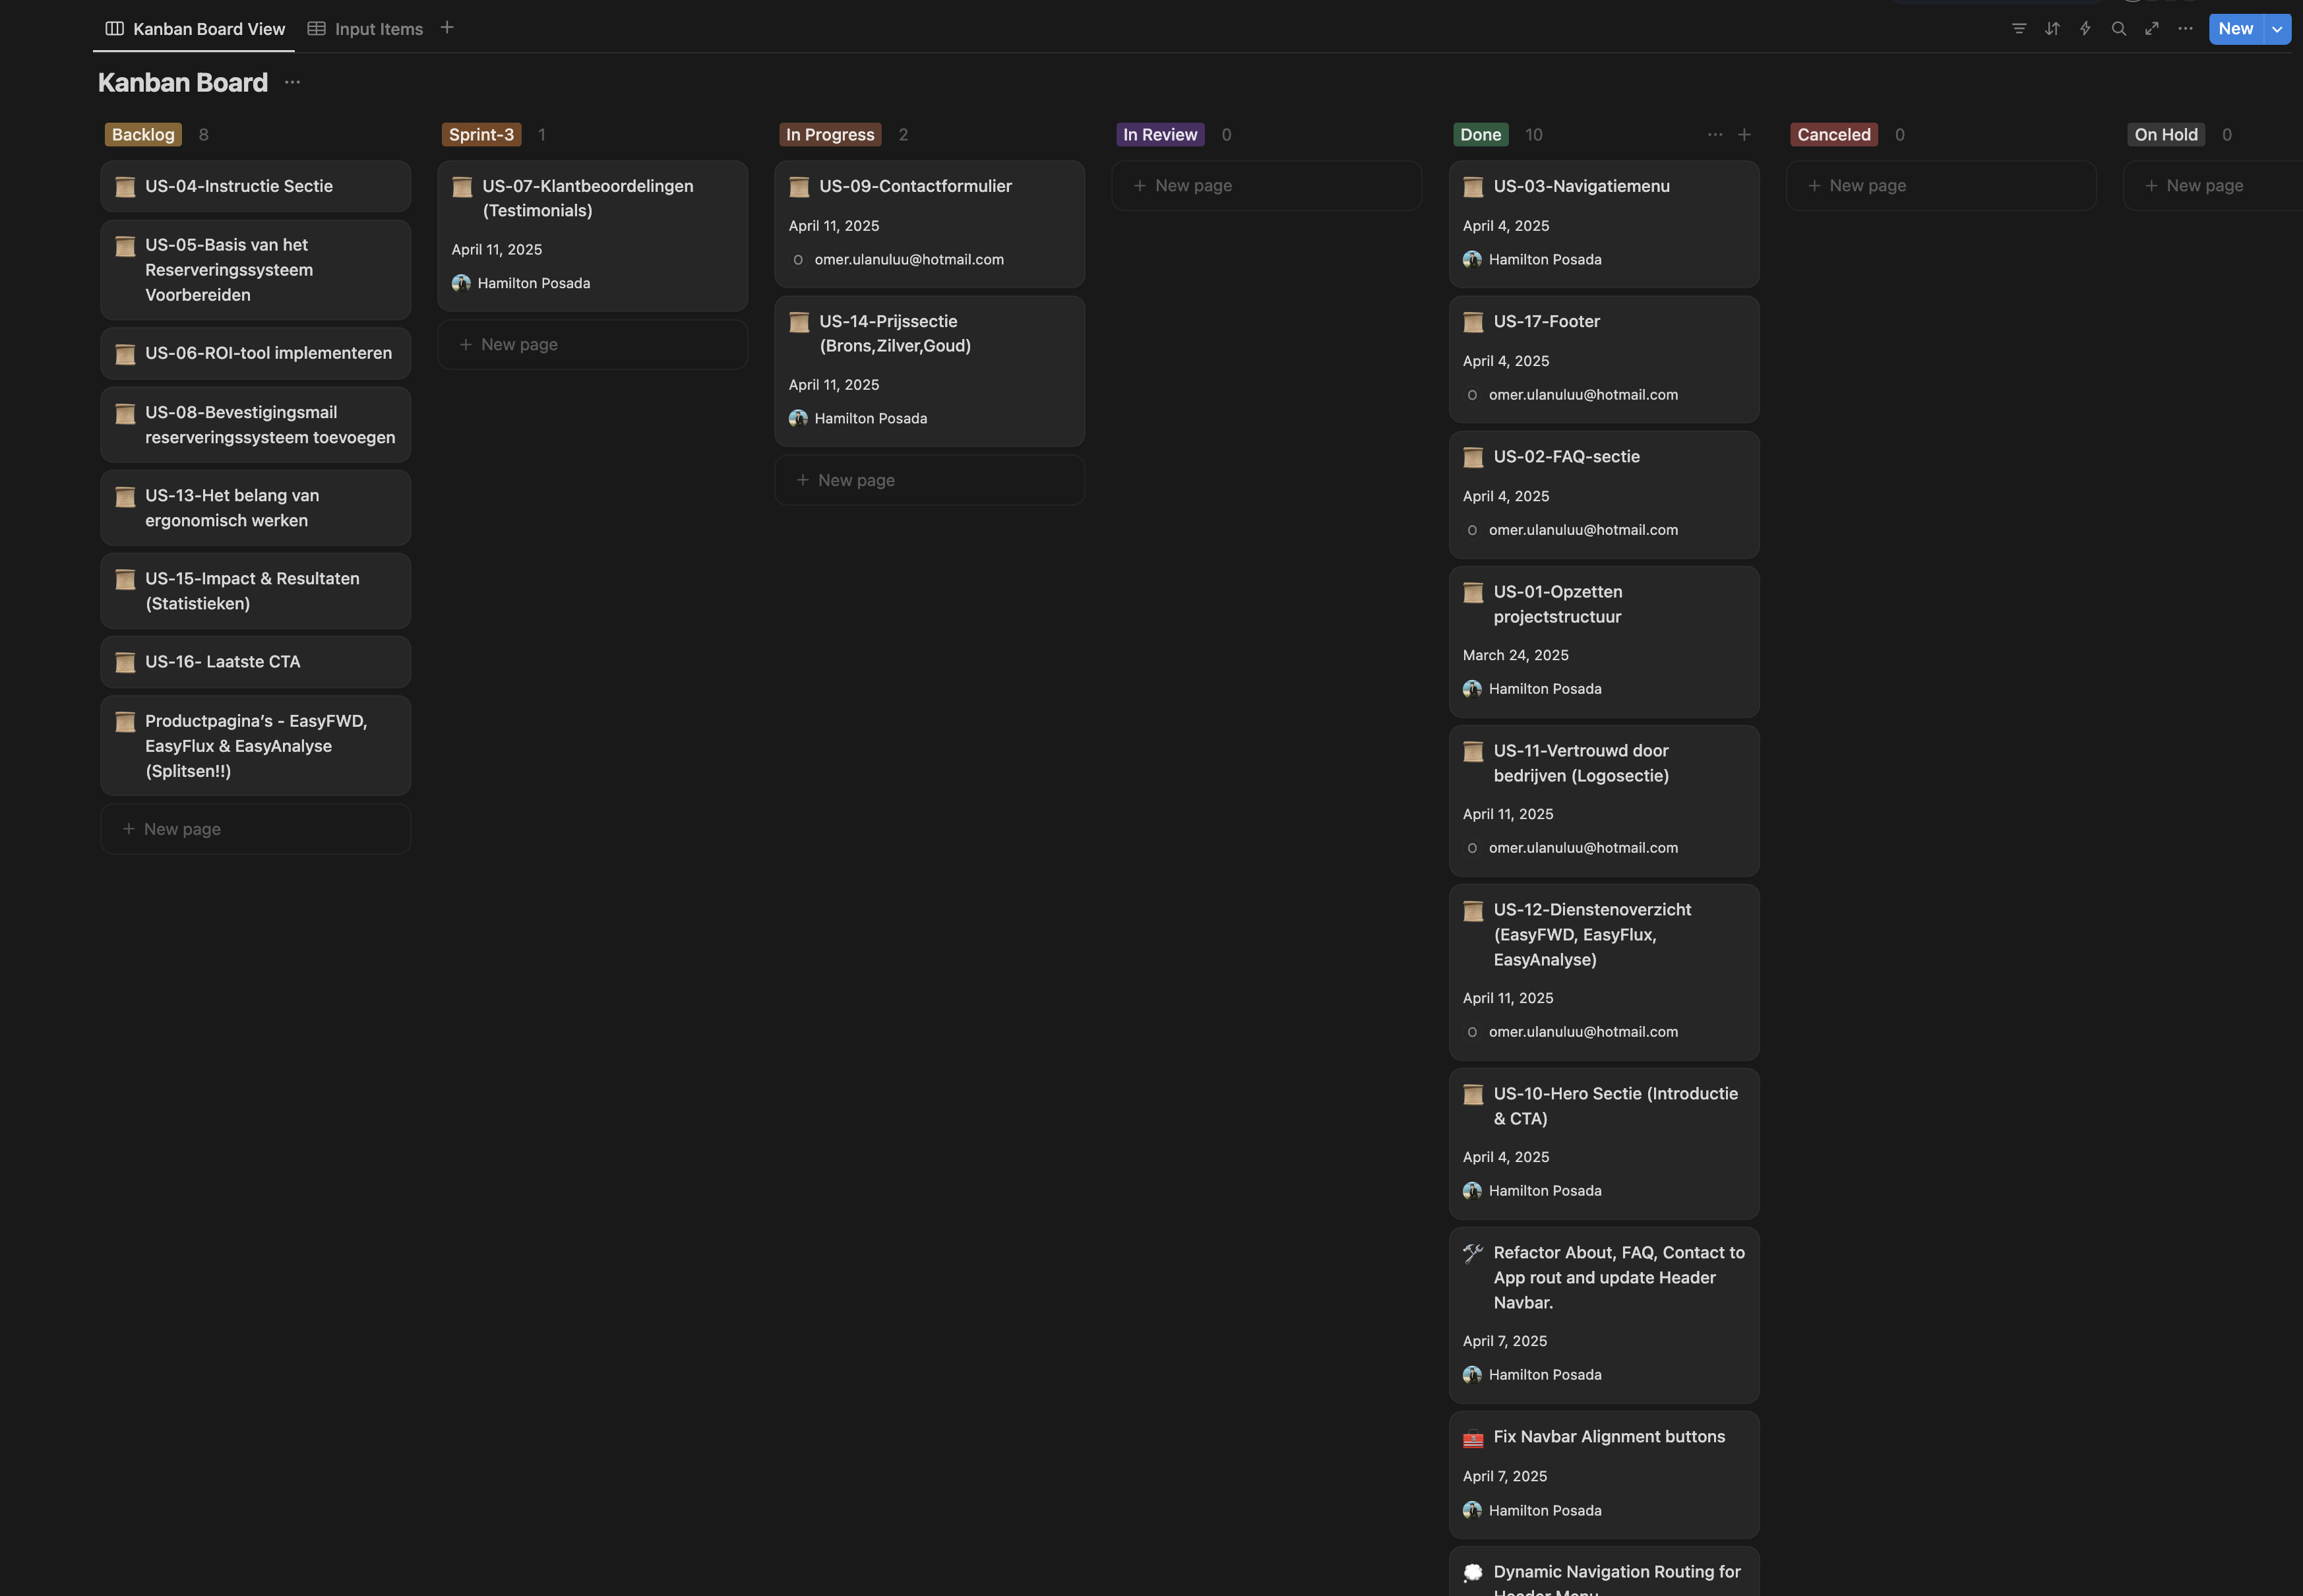 Kanban Board View
Input Items
New
Kanban Board
Backlog 8
US-04-Instructie Sectie
US-05-Basis van het
Reserveringssysteem
Voorbereiden
US-06-ROI-tool implementeren
US-08-Bevestigingsmail
reserveringssysteem toevoegen
US-13-Het belang van
ergonomisch werken
US-15-Impact & Resultaten
(Statistieken)
US-16- Laatste CTA
Productpagina’s - EasyFWD,
EasyFlux & EasyAnalyse
(Splitsen!!)
+ New page
Sprint-3 1
US-07-Klantbeoordelingen
(Testimonials)
April 11, 2025
Hamilton Posada
+ New page
In Progress 2
US-09-Contactformulier
April 11, 2025
O omer.ulanuluu@hotmail.com
US-14-Prijssectie
(Brons,Zilver,Goud)
April 11, 2025
Hamilton Posada
+ New page
In Review 0
+ New page
Done 10
US-03-Navigatiemenu
April 4, 2025
Hamilton Posada
US-17-Footer
April 4, 2025
O omer.ulanuluu@hotmail.com
US-02-FAQ-sectie
April 4, 2025
O omer.ulanuluu@hotmail.com
US-01-Opzetten
projectstructuur
March 24, 2025
Hamilton Posada
US-11-Vertrouwd door
bedrijven (Logosectie)
April 11, 2025
O omer.ulanuluu@hotmail.com
US-12-Dienstenoverzicht
(EasyFWD, EasyFlux,
EasyAnalyse)
April 11, 2025
O omer.ulanuluu@hotmail.com
US-10-Hero Sectie (Introductie
& CTA)
April 4, 2025
Hamilton Posada
Refactor About, FAQ, Contact to
App rout and update Header
Navbar.
April 7, 2025
Hamilton Posada
Fix Navbar Alignment buttons
April 7, 2025
Hamilton Posada
Dynamic Navigation Routing for
Header Menu
Canceled 0
+ New page
On Hold 0
+ New page